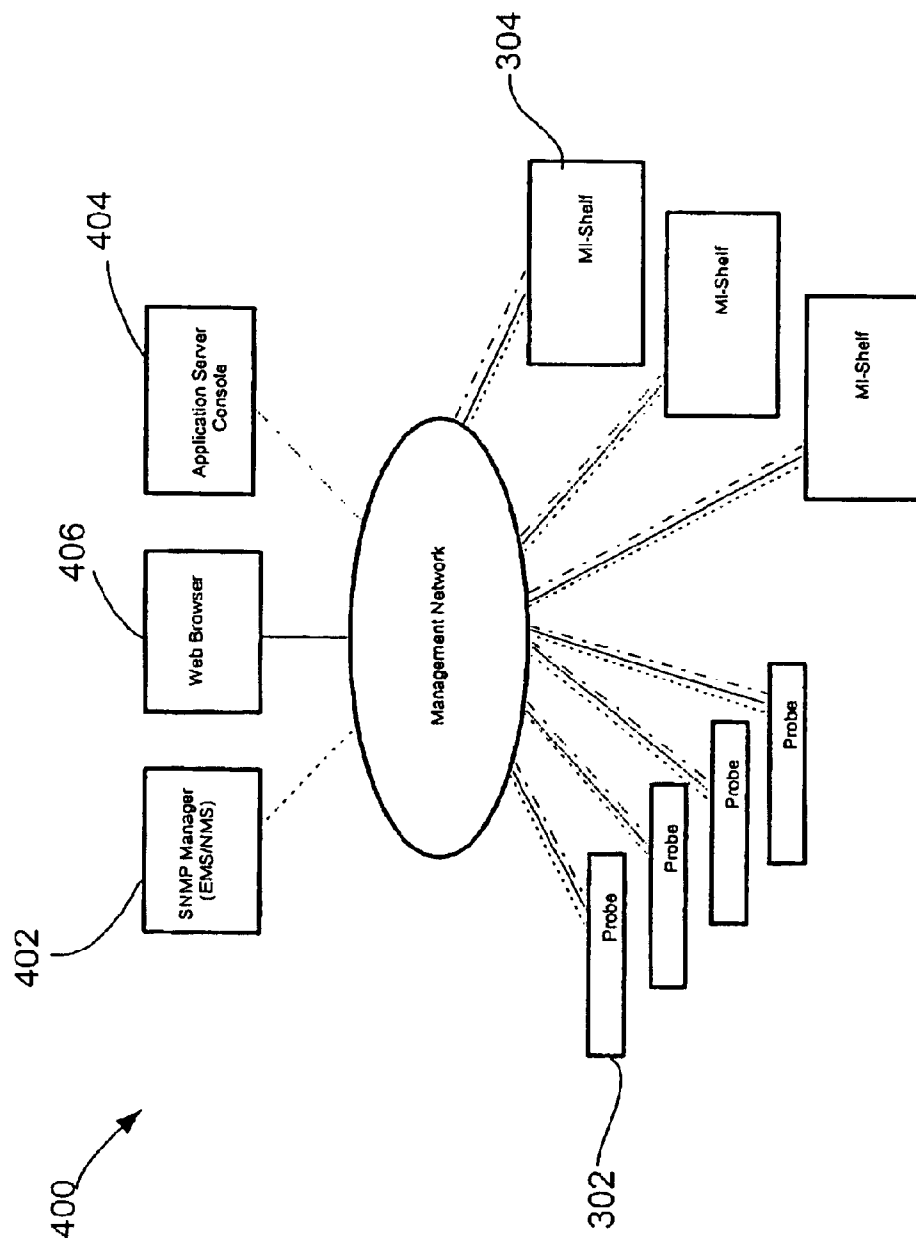 400
402
SNMP Manager
(EMS/NMS)
406
Web Browser
404
Application Server
Console
Management Network
302
Probe
Probe
Probe
Probe
304
MI-Shelf
MI-Shelf
MI-Shelf